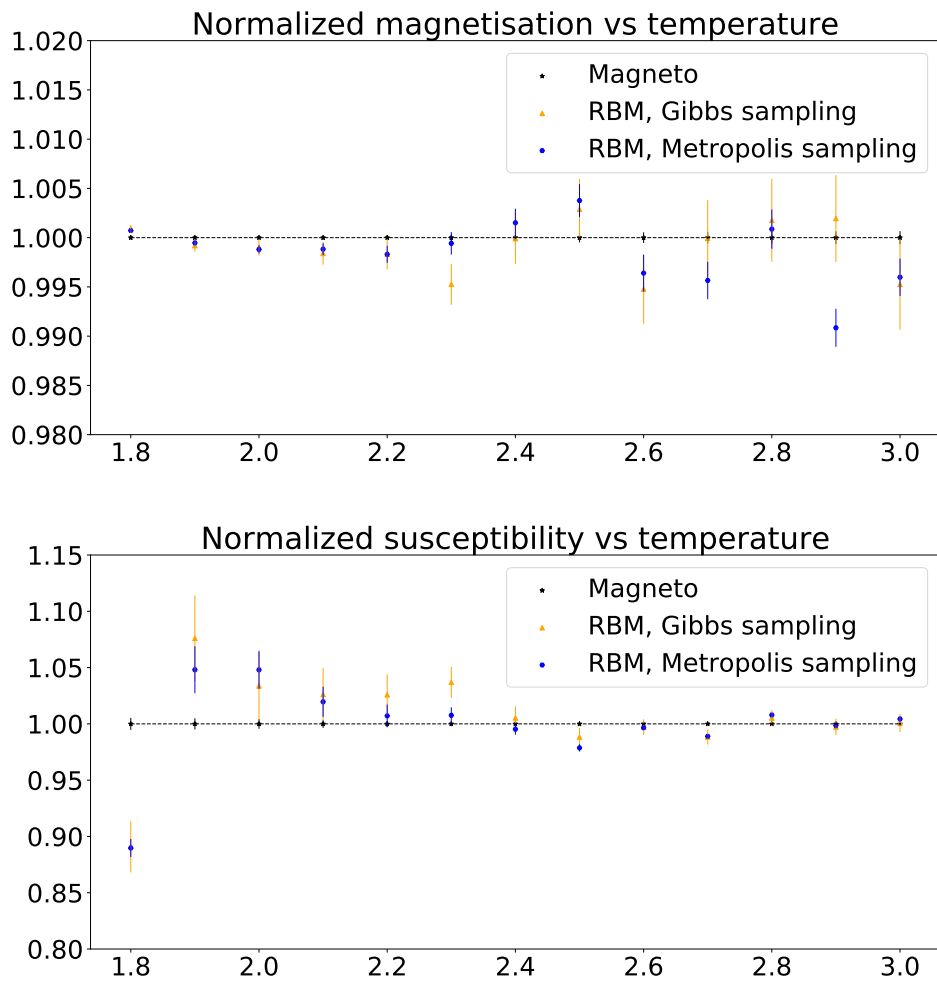 Normalized magnetisation vs temperature
1.020
1.015
1.010
1.005
1.000
0.995
0.990
0.985
0.980
Magneto
RBM, Gibbs sampling
RBM, Metropolis sampling
1.8 2.0 2.2 2.4 2.6 2.8 3.0
Normalized susceptibility vs temperature
1.15
1.10
1.05
1.00
0.95
0.90
0.85
0.80
Magneto
RBM, Gibbs sampling
RBM, Metropolis sampling
1.8 2.0 2.2 2.4 2.6 2.8 3.0